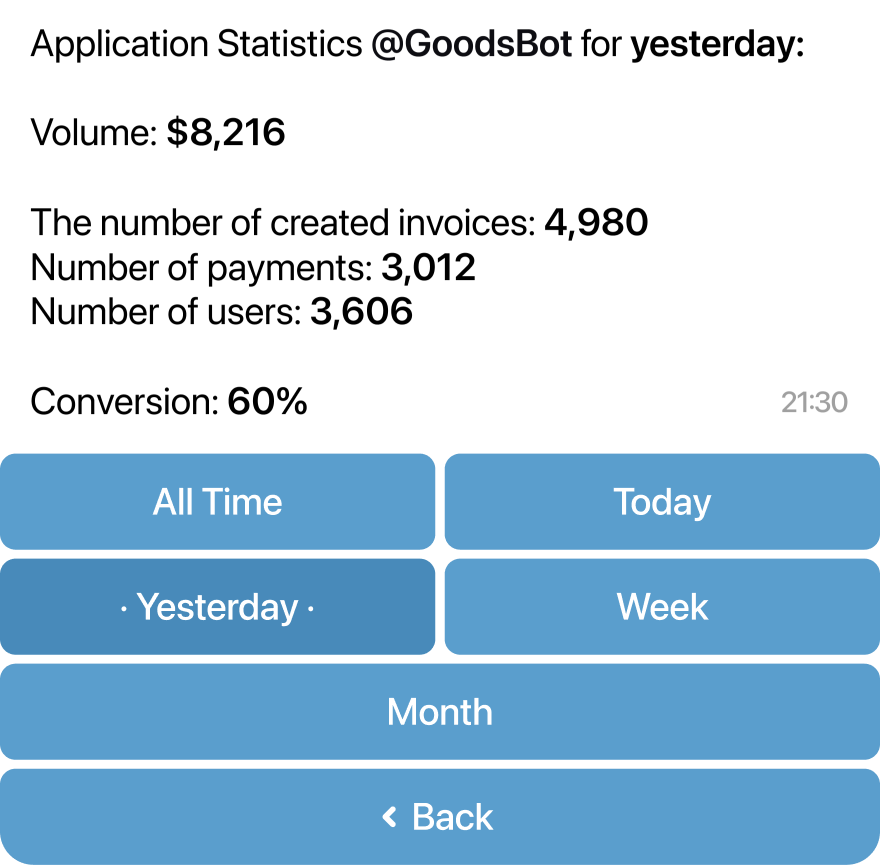 Application Statistics @GoodsBot for yesterday:
Volume: $8,216
The number of created invoices: 4,980
Number of payments: 3,012
Number of users: 3,606
Conversion: 60%
21:30
All Time
Today
· Yesterday ·
Week
Month
‹ Back